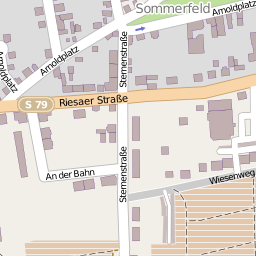 Sommerfeld
Arnoldplatz
Arnoldplatz
Arnoldplatz
Sternenstraße
S 79
Riesaer Straße
An der Bahn
Sternenstraße
Wiesenweg